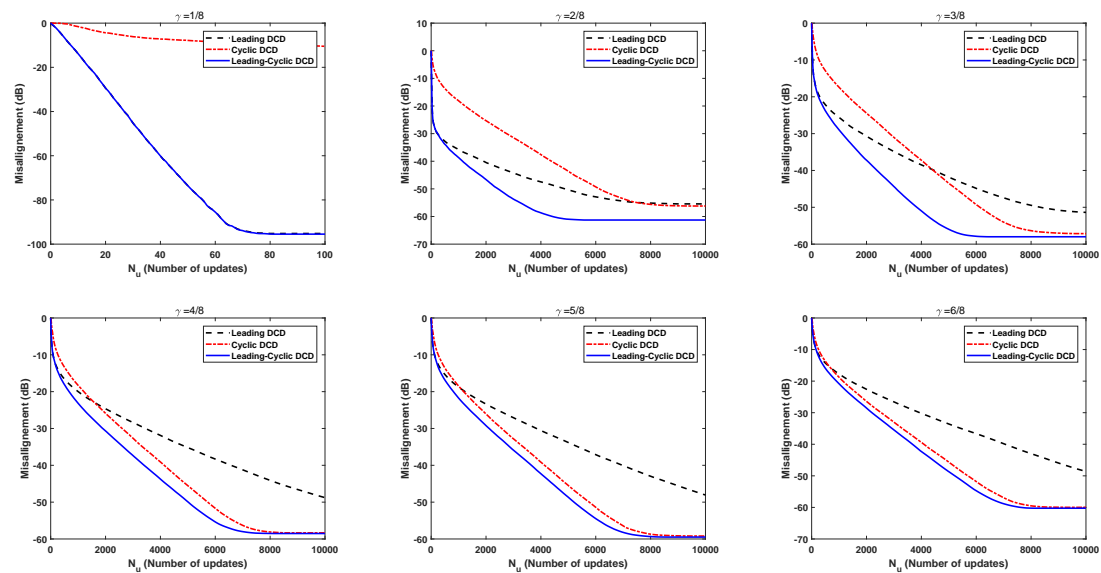 γ =1/8
Leading DCD
Cyclic DCD
Leading-Cyclic DCD
0
-20
-40
-60
-80
-100
Misallignement (dB)
0 20 40 60 80 100
N_u (Number of updates)
γ =2/8
Leading DCD
Cyclic DCD
Leading-Cyclic DCD
10
0
-10
-20
-30
-40
-50
-60
-70
Misallignement (dB)
0 2000 4000 6000 8000 10000
N_u (Number of updates)
γ =3/8
Leading DCD
Cyclic DCD
Leading-Cyclic DCD
0
-10
-20
-30
-40
-50
-60
Misallignement (dB)
0 2000 4000 6000 8000 10000
N_u (Number of updates)
γ =4/8
Leading DCD
Cyclic DCD
Leading-Cyclic DCD
0
-10
-20
-30
-40
-50
-60
Misallignement (dB)
0 2000 4000 6000 8000 10000
N_u (Number of updates)
γ =5/8
Leading DCD
Cyclic DCD
Leading-Cyclic DCD
0
-10
-20
-30
-40
-50
-60
Misallignement (dB)
0 2000 4000 6000 8000 10000
N_u (Number of updates)
γ =6/8
Leading DCD
Cyclic DCD
Leading-Cyclic DCD
0
-10
-20
-30
-40
-50
-60
-70
Misallignement (dB)
0 2000 4000 6000 8000 10000
N_u (Number of updates)